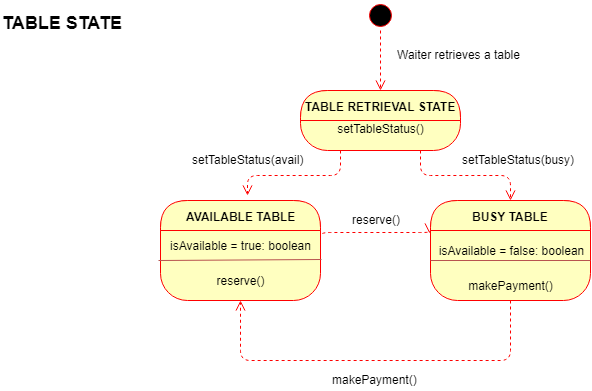 TABLE STATE
Waiter retrieves a table
TABLE RETRIEVAL STATE
setTableStatus()
setTableStatus(avail)
setTableStatus(busy)
AVAILABLE TABLE
isAvailable = true: boolean
reserve()
reserve()
BUSY TABLE
isAvailable = false: boolean
makePayment()
makePayment()